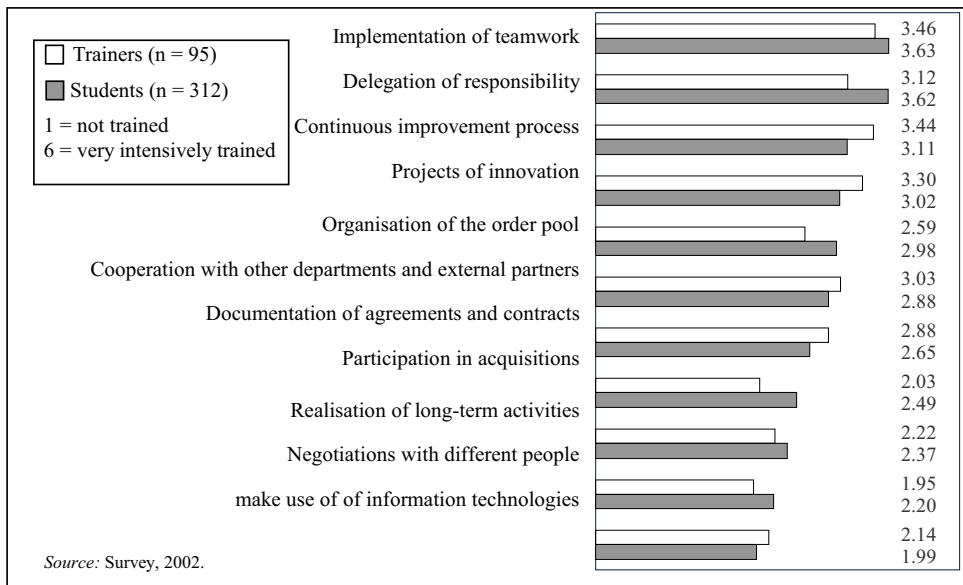 Trainers (n = 95)
Students (n = 312)
1 = not trained
6 = very intensively trained
Implementation of teamwork
3.46
3.63
Delegation of responsibility
3.12
3.62
Continuous improvement process
3.44
3.11
Projects of innovation
3.30
3.02
Organisation of the order pool
2.59
2.98
Cooperation with other departments and external partners
3.03
2.88
Documentation of agreements and contracts
2.88
2.65
Participation in acquisitions
2.03
2.49
Realisation of long-term activities
2.22
2.37
Negotiations with different people
1.95
2.20
make use of of information technologies
2.14
1.99
Source: Survey, 2002.